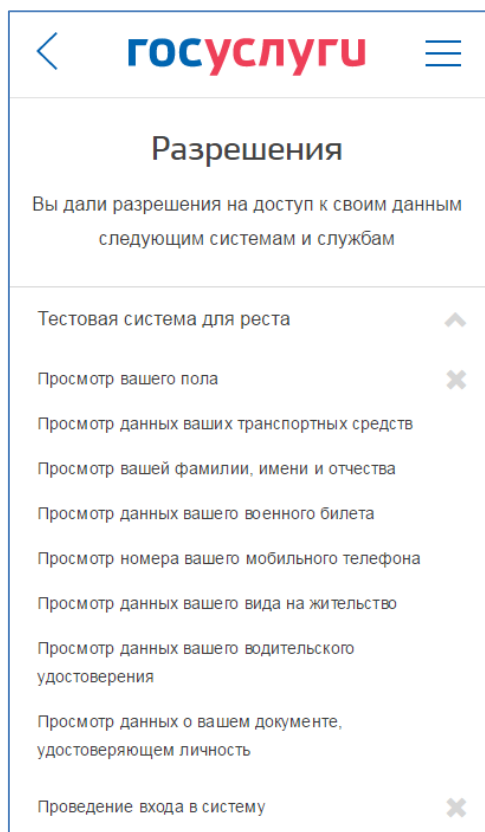 госуслуги
Разрешения
Вы дали разрешения на доступ к своим данным
следующим системам и службам
Тестовая система для реста
Просмотр вашего пола
Просмотр данных ваших транспортных средств
Просмотр вашей фамилии, имени и отчества
Просмотр данных вашего военного билета
Просмотр номера вашего мобильного телефона
Просмотр данных вашего вида на жительство
Просмотр данных вашего водительского
удостоверения
Просмотр данных о вашем документе,
удостоверяющем личность
Проведение входа в систему